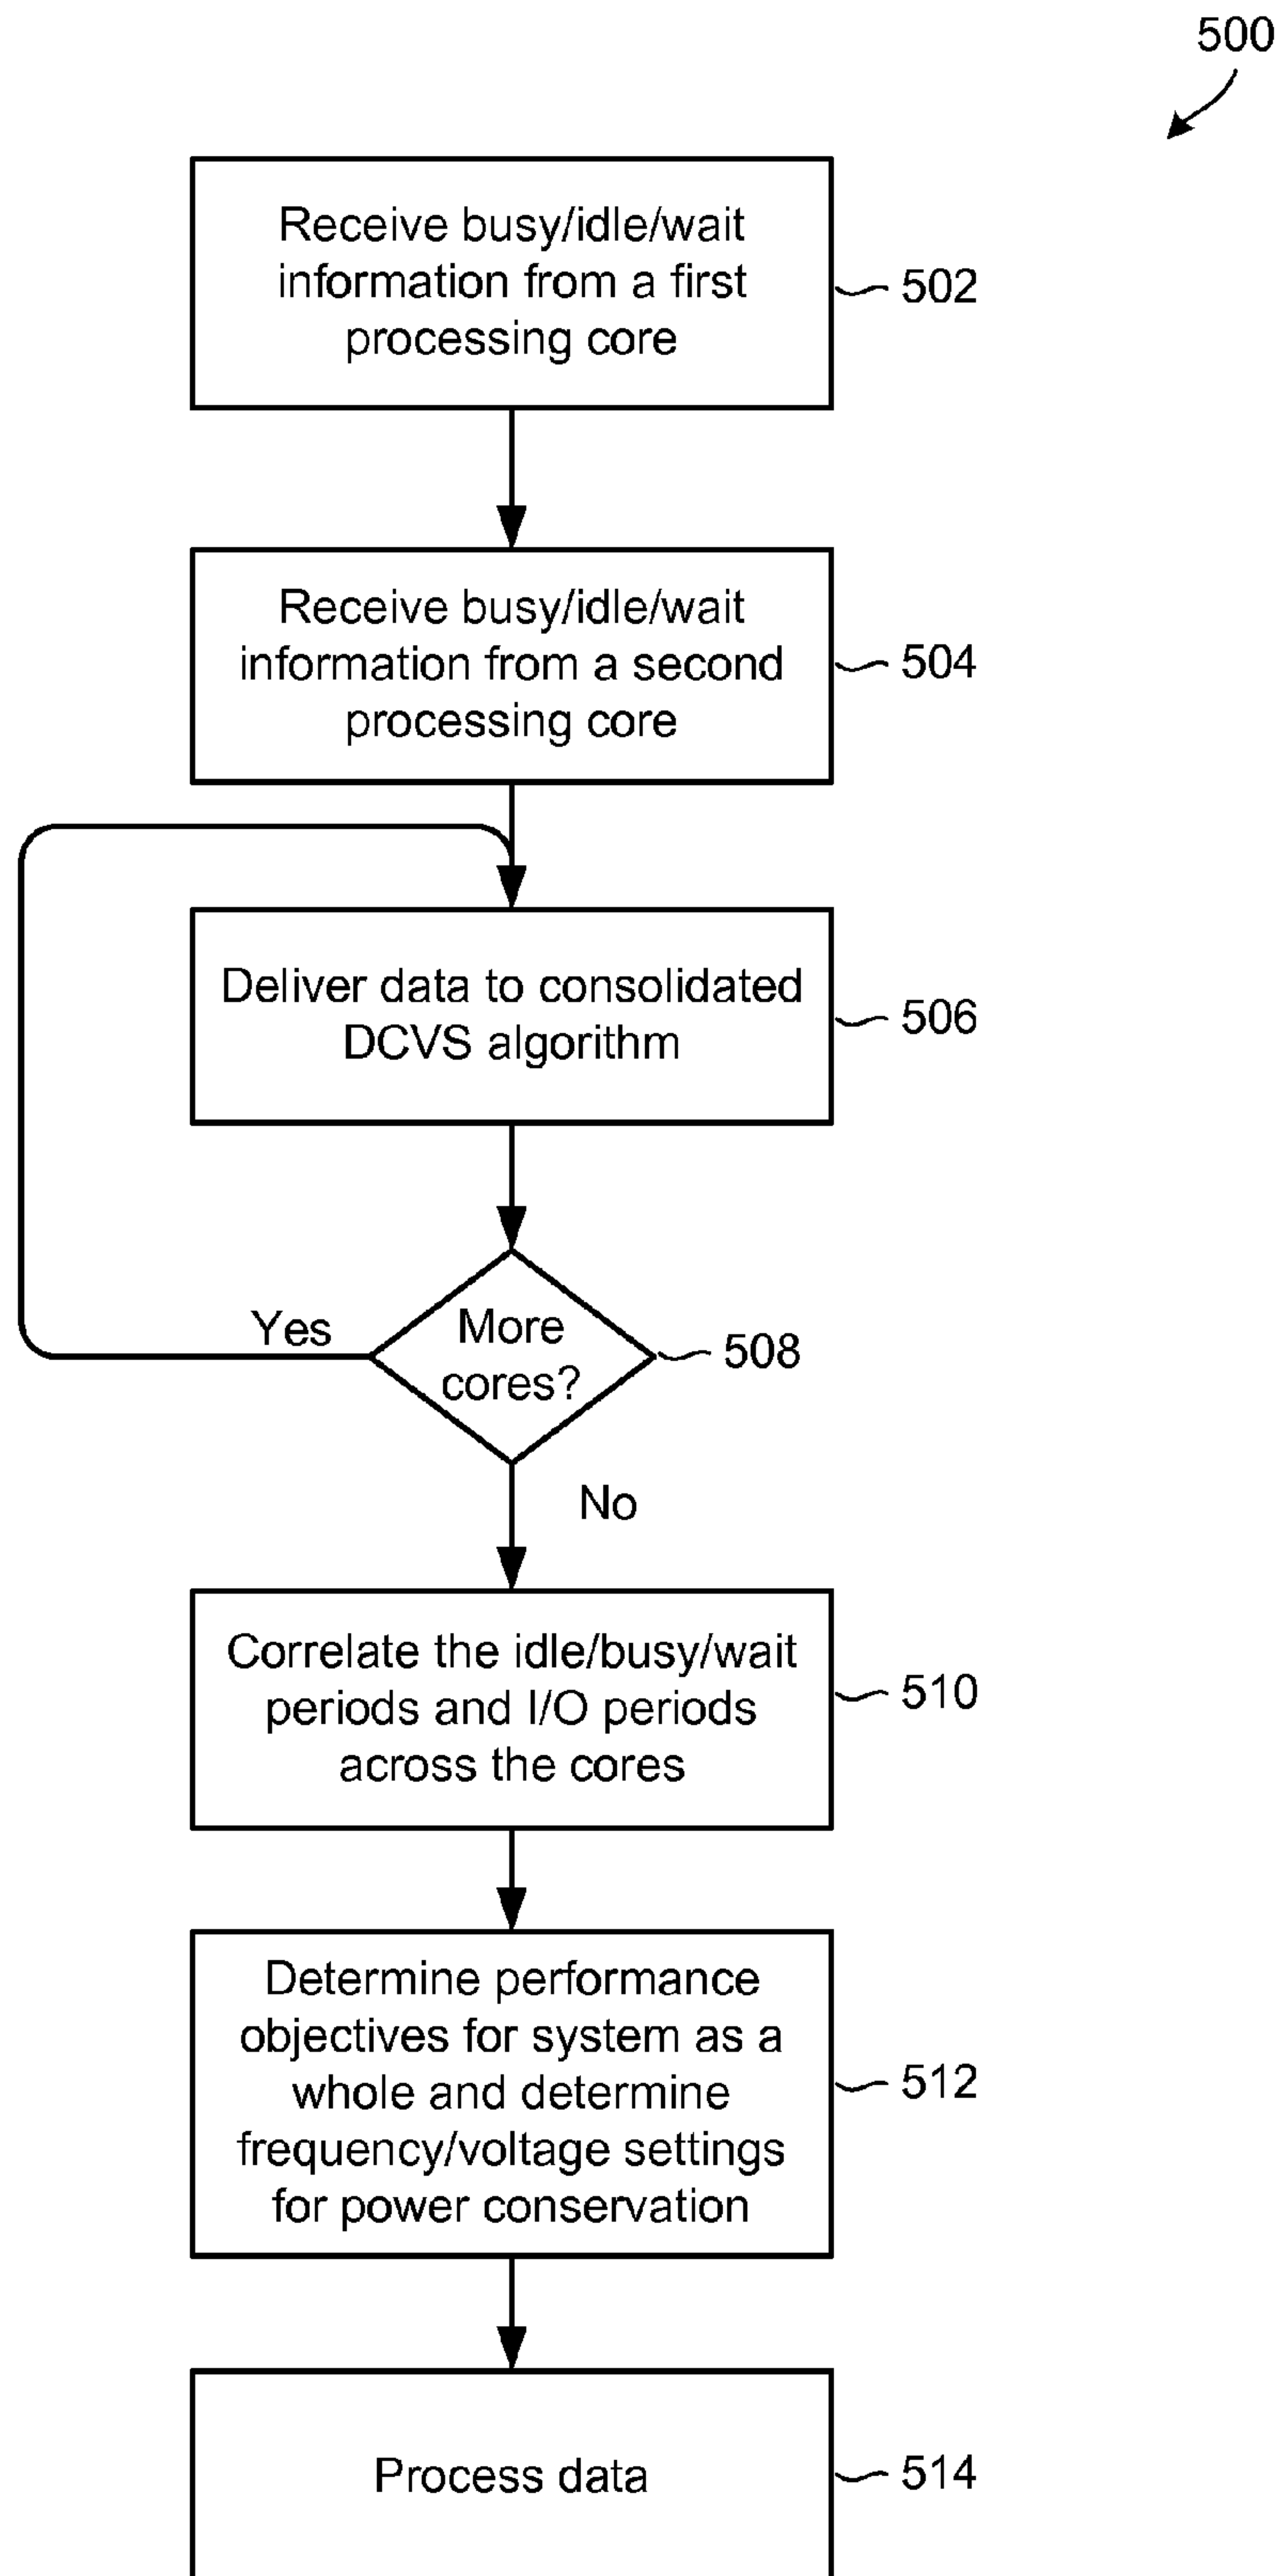 500
Receive busy/idle/wait
information from a first
processing core
502
Receive busy/idle/wait
information from a second
processing core
504
Deliver data to consolidated
DCVS algorithm
506
Yes
More
cores?
508
No
Correlate the idle/busy/wait
periods and I/O periods
across the cores
510
Determine performance
objectives for system as a
whole and determine
frequency/voltage settings
for power conservation
512
Process data
514